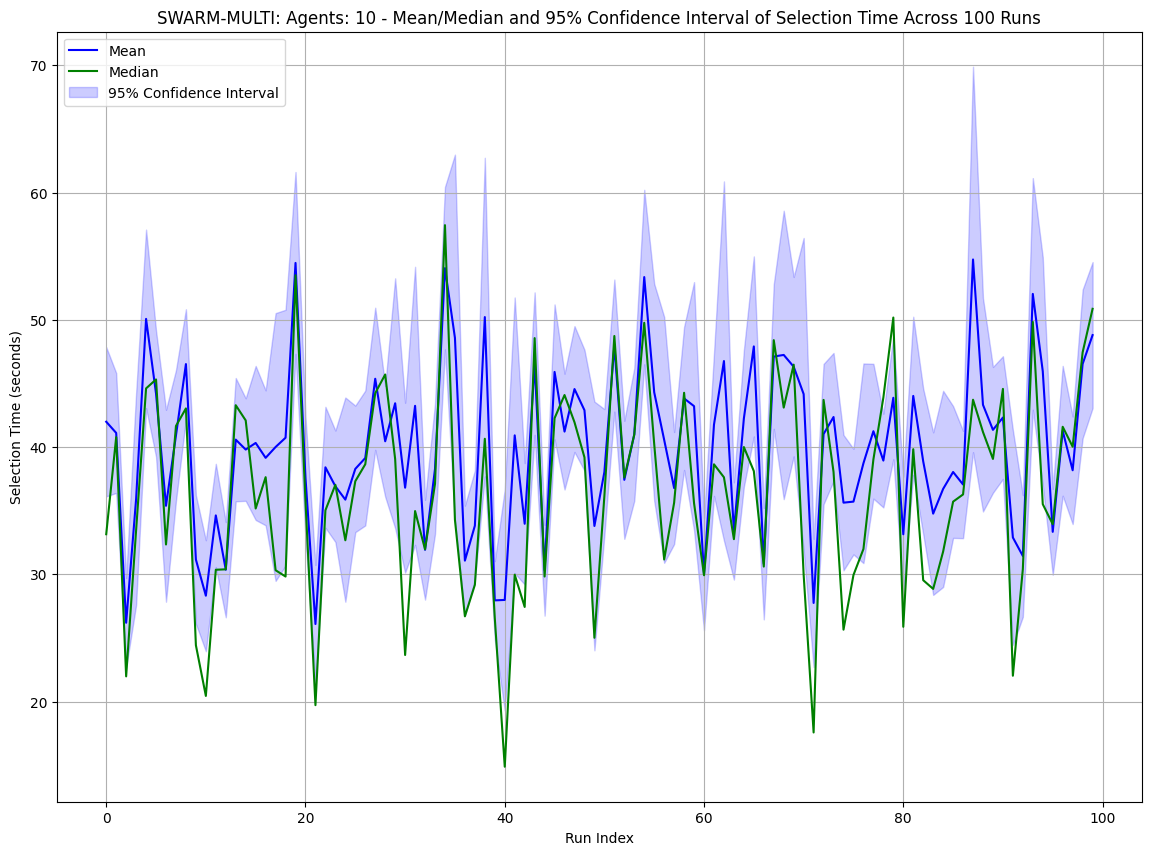 SWARM-MULTI: Agents: 10 - Mean/Median and 95% Confidence Interval of Selection Time Across 100 Runs
Mean
Median
95% Confidence Interval
70
60
50
40
30
20
Selection Time (seconds)
0
20
40
60
80
100
Run Index